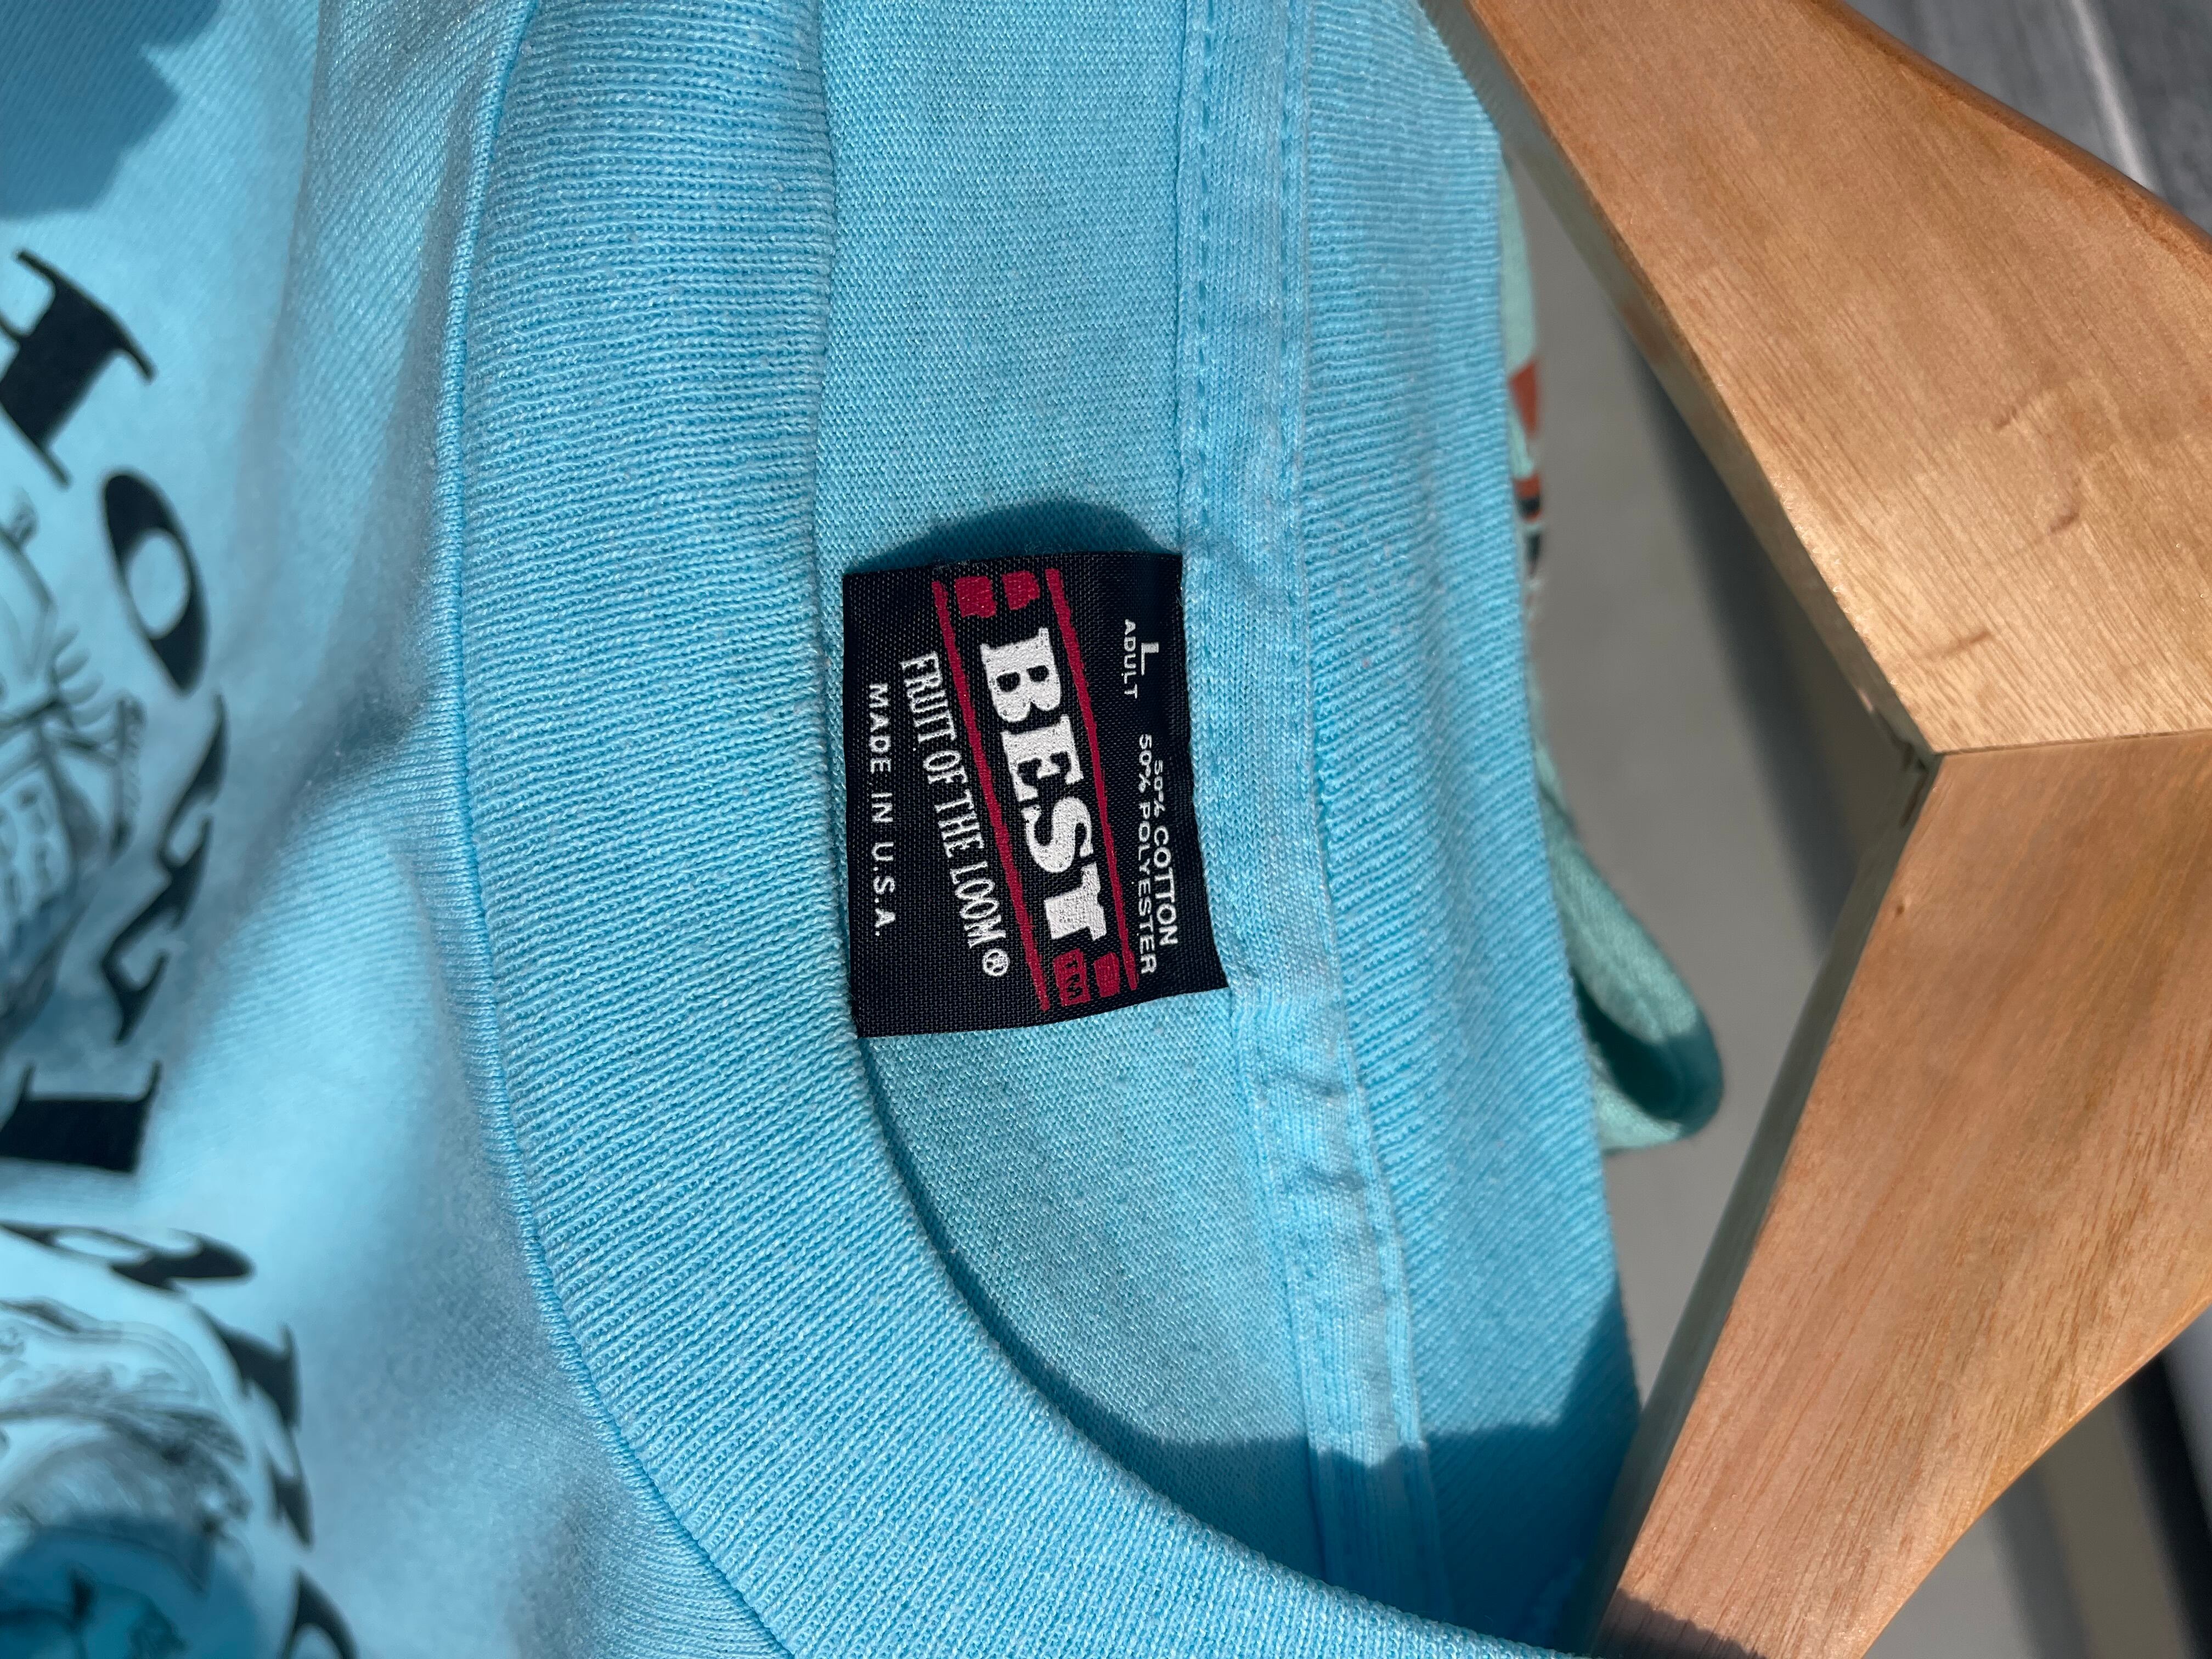 L
ADULT
50% COTTON
50% POLYESTER
BEST
TM
FRUIT OF THE LOOM®
MADE IN U.S.A.